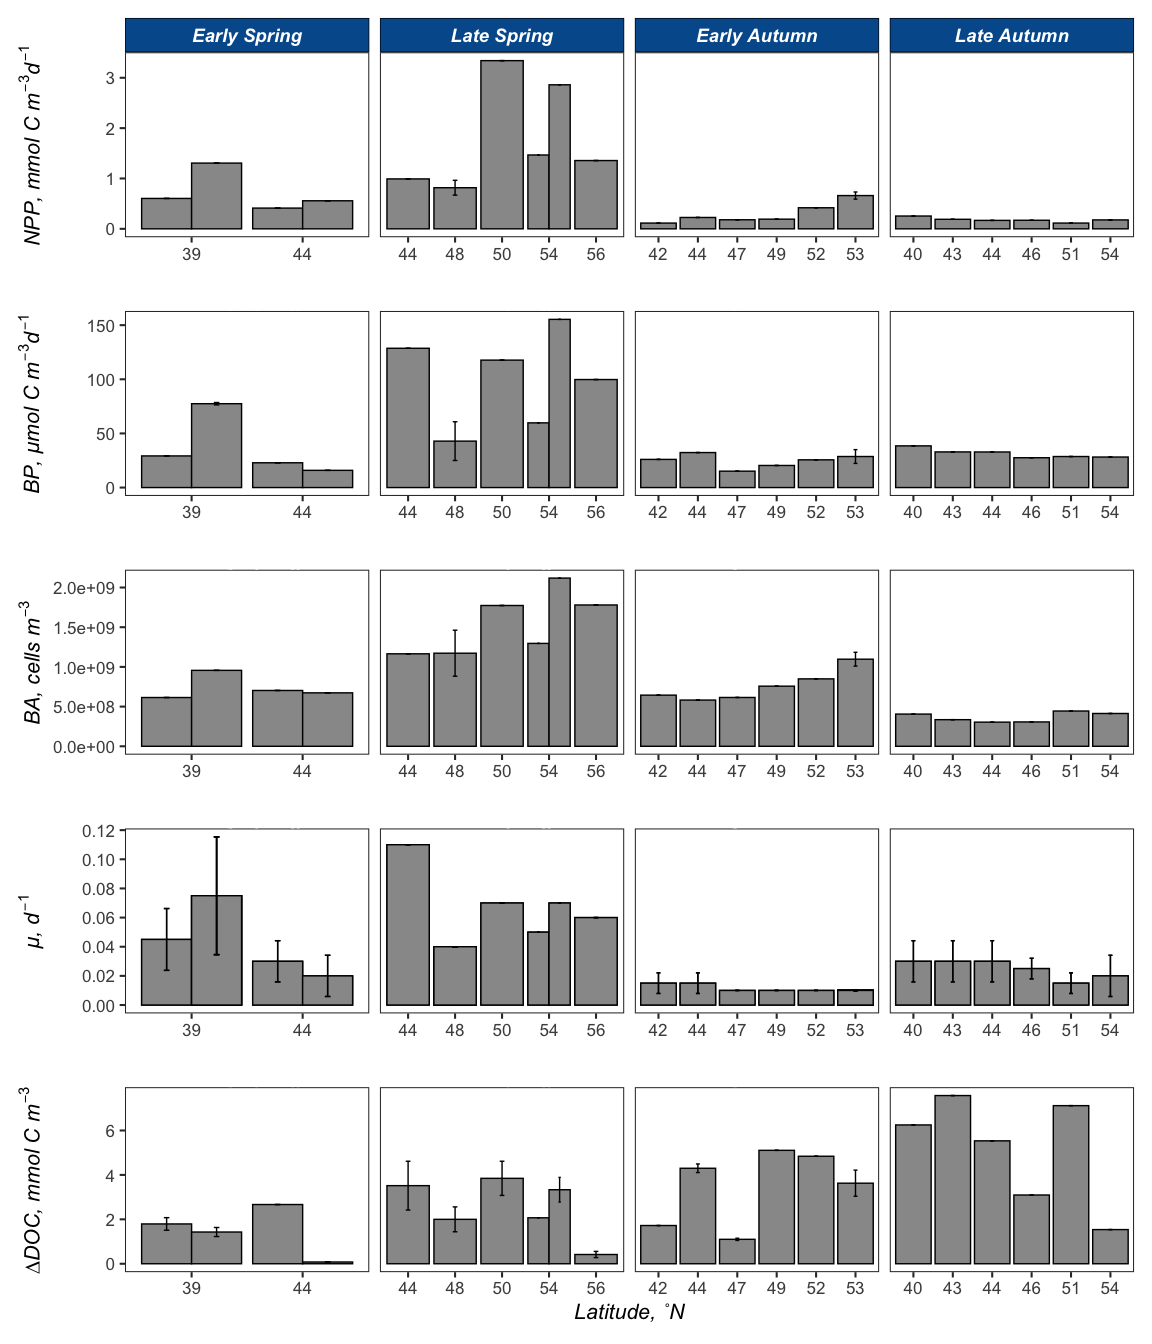 Early Spring Late Spring Early Autumn Late Autumn
NPP, mmol C m⁻³d⁻¹
3
2
1
0
39 44 44 48 50 54 56 42 44 47 49 52 53 40 43 44 46 51 54
BP, µmol C m⁻³d⁻¹
150
100
50
0
39 44 44 48 50 54 56 42 44 47 49 52 53 40 43 44 46 51 54
BA, cells m⁻³
2.0e+09
1.5e+09
1.0e+09
5.0e+08
0.0e+00
39 44 44 48 50 54 56 42 44 47 49 52 53 40 43 44 46 51 54
µ, d⁻¹
0.12
0.10
0.08
0.06
0.04
0.02
0.00
39 44 44 48 50 54 56 42 44 47 49 52 53 40 43 44 46 51 54
∆DOC, mmol C m⁻³
6
4
2
0
39 44 44 48 50 54 56 42 44 47 49 52 53 40 43 44 46 51 54
Latitude, ˚N